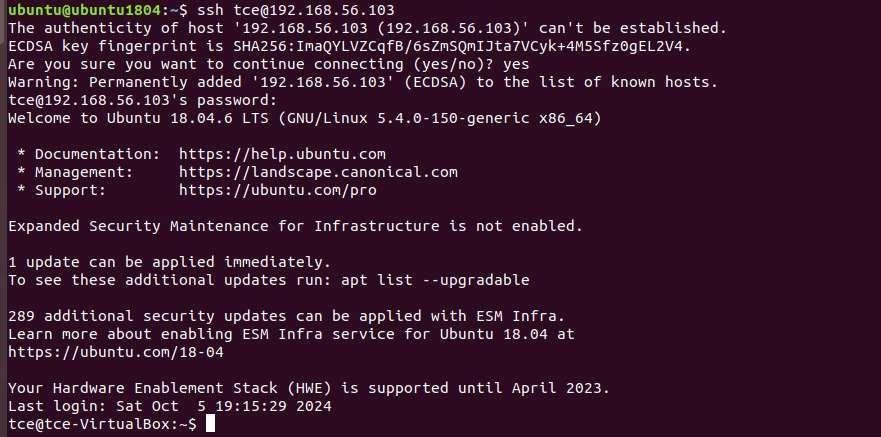 ubuntu@ubuntu1804:~$ ssh tce@192.168.56.103
The authenticity of host '192.168.56.103 (192.168.56.103)' can't be established.
ECDSA key fingerprint is SHA256:ImaQYLVZCqfB/6sZmSQmIJta7VCyk+4M5Sfz0gEL2V4.
Are you sure you want to continue connecting (yes/no)? yes
Warning: Permanently added '192.168.56.103' (ECDSA) to the list of known hosts.
tce@192.168.56.103's password:
Welcome to Ubuntu 18.04.6 LTS (GNU/Linux 5.4.0-150-generic x86_64)

 * Documentation:  https://help.ubuntu.com
 * Management:     https://landscape.canonical.com
 * Support:        https://ubuntu.com/pro

Expanded Security Maintenance for Infrastructure is not enabled.

1 update can be applied immediately.
To see these additional updates run: apt list --upgradable

289 additional security updates can be applied with ESM Infra.
Learn more about enabling ESM Infra service for Ubuntu 18.04 at
https://ubuntu.com/18-04

Your Hardware Enablement Stack (HWE) is supported until April 2023.
Last login: Sat Oct  5 19:15:29 2024
tce@tce-VirtualBox:~$